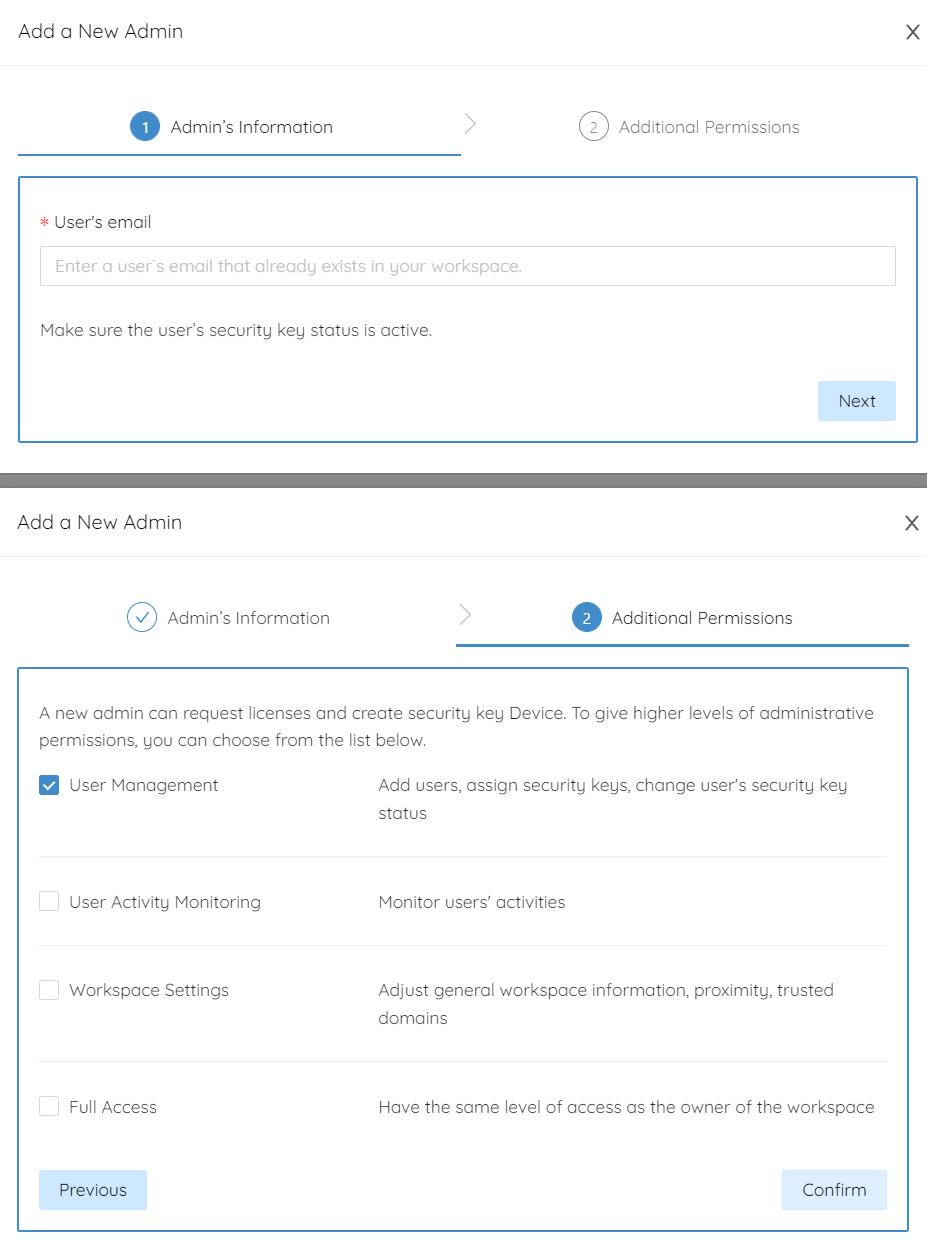 Add a New Admin
X
1 Admin's Information
2 Additional Permissions
* User's email
Enter a user`s email that already exists in your workspace.
Make sure the user's security key status is active.
Next
Add a New Admin
X
Admin's Information
2 Additional Permissions
A new admin can request licenses and create security key Device. To give higher levels of administrative
permissions, you can choose from the list below.
User Management
Add users, assign security keys, change user's security key
status
User Activity Monitoring
Monitor users' activities
Workspace Settings
Adjust general workspace information, proximity, trusted
domains
Full Access
Have the same level of access as the owner of the workspace
Previous
Confirm